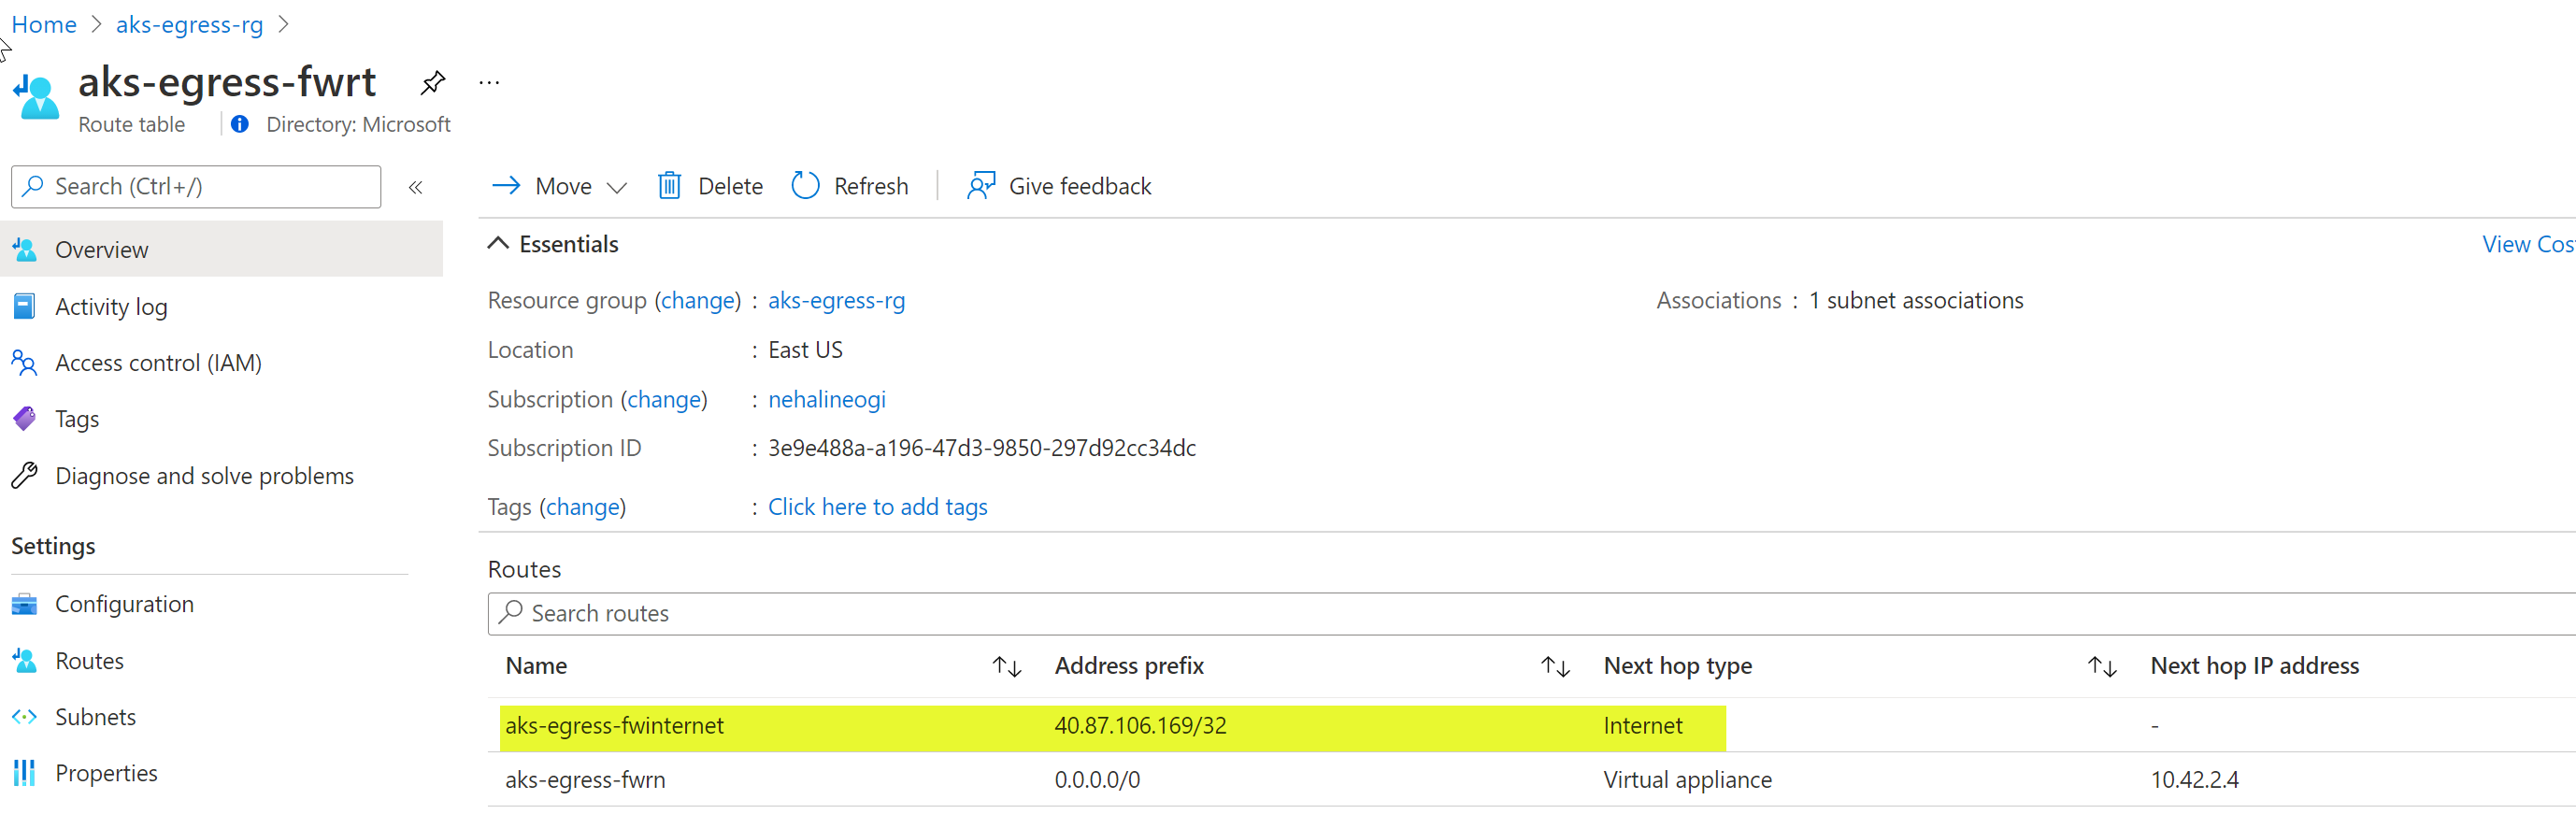 Home > aks-egress-rg >
aks-egress-fwrt ...
Route table | Directory: Microsoft
Search (Ctrl+/) «
Move Delete Refresh | Give feedback
Overview
Activity log
Access control (IAM)
Tags
Diagnose and solve problems
Settings
Configuration
Routes
Subnets
Properties
Essentials
View Cos
Resource group (change) : aks-egress-rg
Associations : 1 subnet associations
Location : East US
Subscription (change) : nehalineogi
Subscription ID : 3e9e488a-a196-47d3-9850-297d92cc34dc
Tags (change) : Click here to add tags
Routes
Search routes
Name ↑↓ Address prefix ↑↓ Next hop type ↑↓ Next hop IP address
aks-egress-fwinternet 40.87.106.169/32 Internet -
aks-egress-fwrn 0.0.0.0/0 Virtual appliance 10.42.2.4